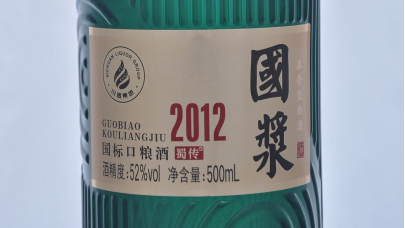 SICHUAN LIQUOR GROUP
川酒集团
GUOBIAO
KOULIANGJIU
2012
国标口粮酒
蜀传®
酒精度:52%vol 净含量:500mL
國漿